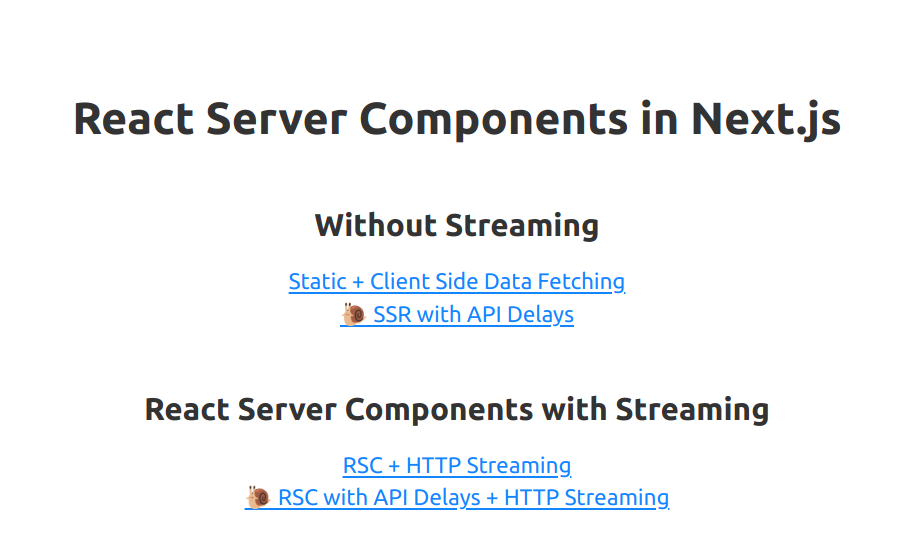 React Server Components in Next.js
Without Streaming
Static + Client Side Data Fetching
🐌 SSR with API Delays
React Server Components with Streaming
RSC + HTTP Streaming
🐌 RSC with API Delays + HTTP Streaming